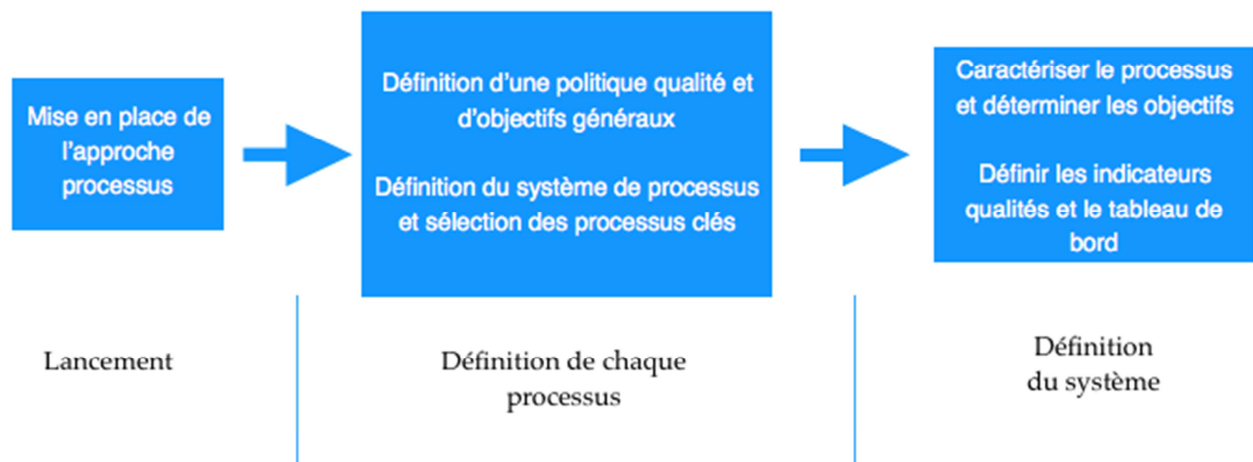 Mise en place de
l'approche
processus
Définition d'une politique qualité et
d'objectifs généraux
Définition du système de processus
et sélection des processus clés
Caractériser le processus
et déterminer les objectifs
Définir les indicateurs
qualités et le tableau de
bord
Lancement
Définition de chaque
processus
Définition
du système